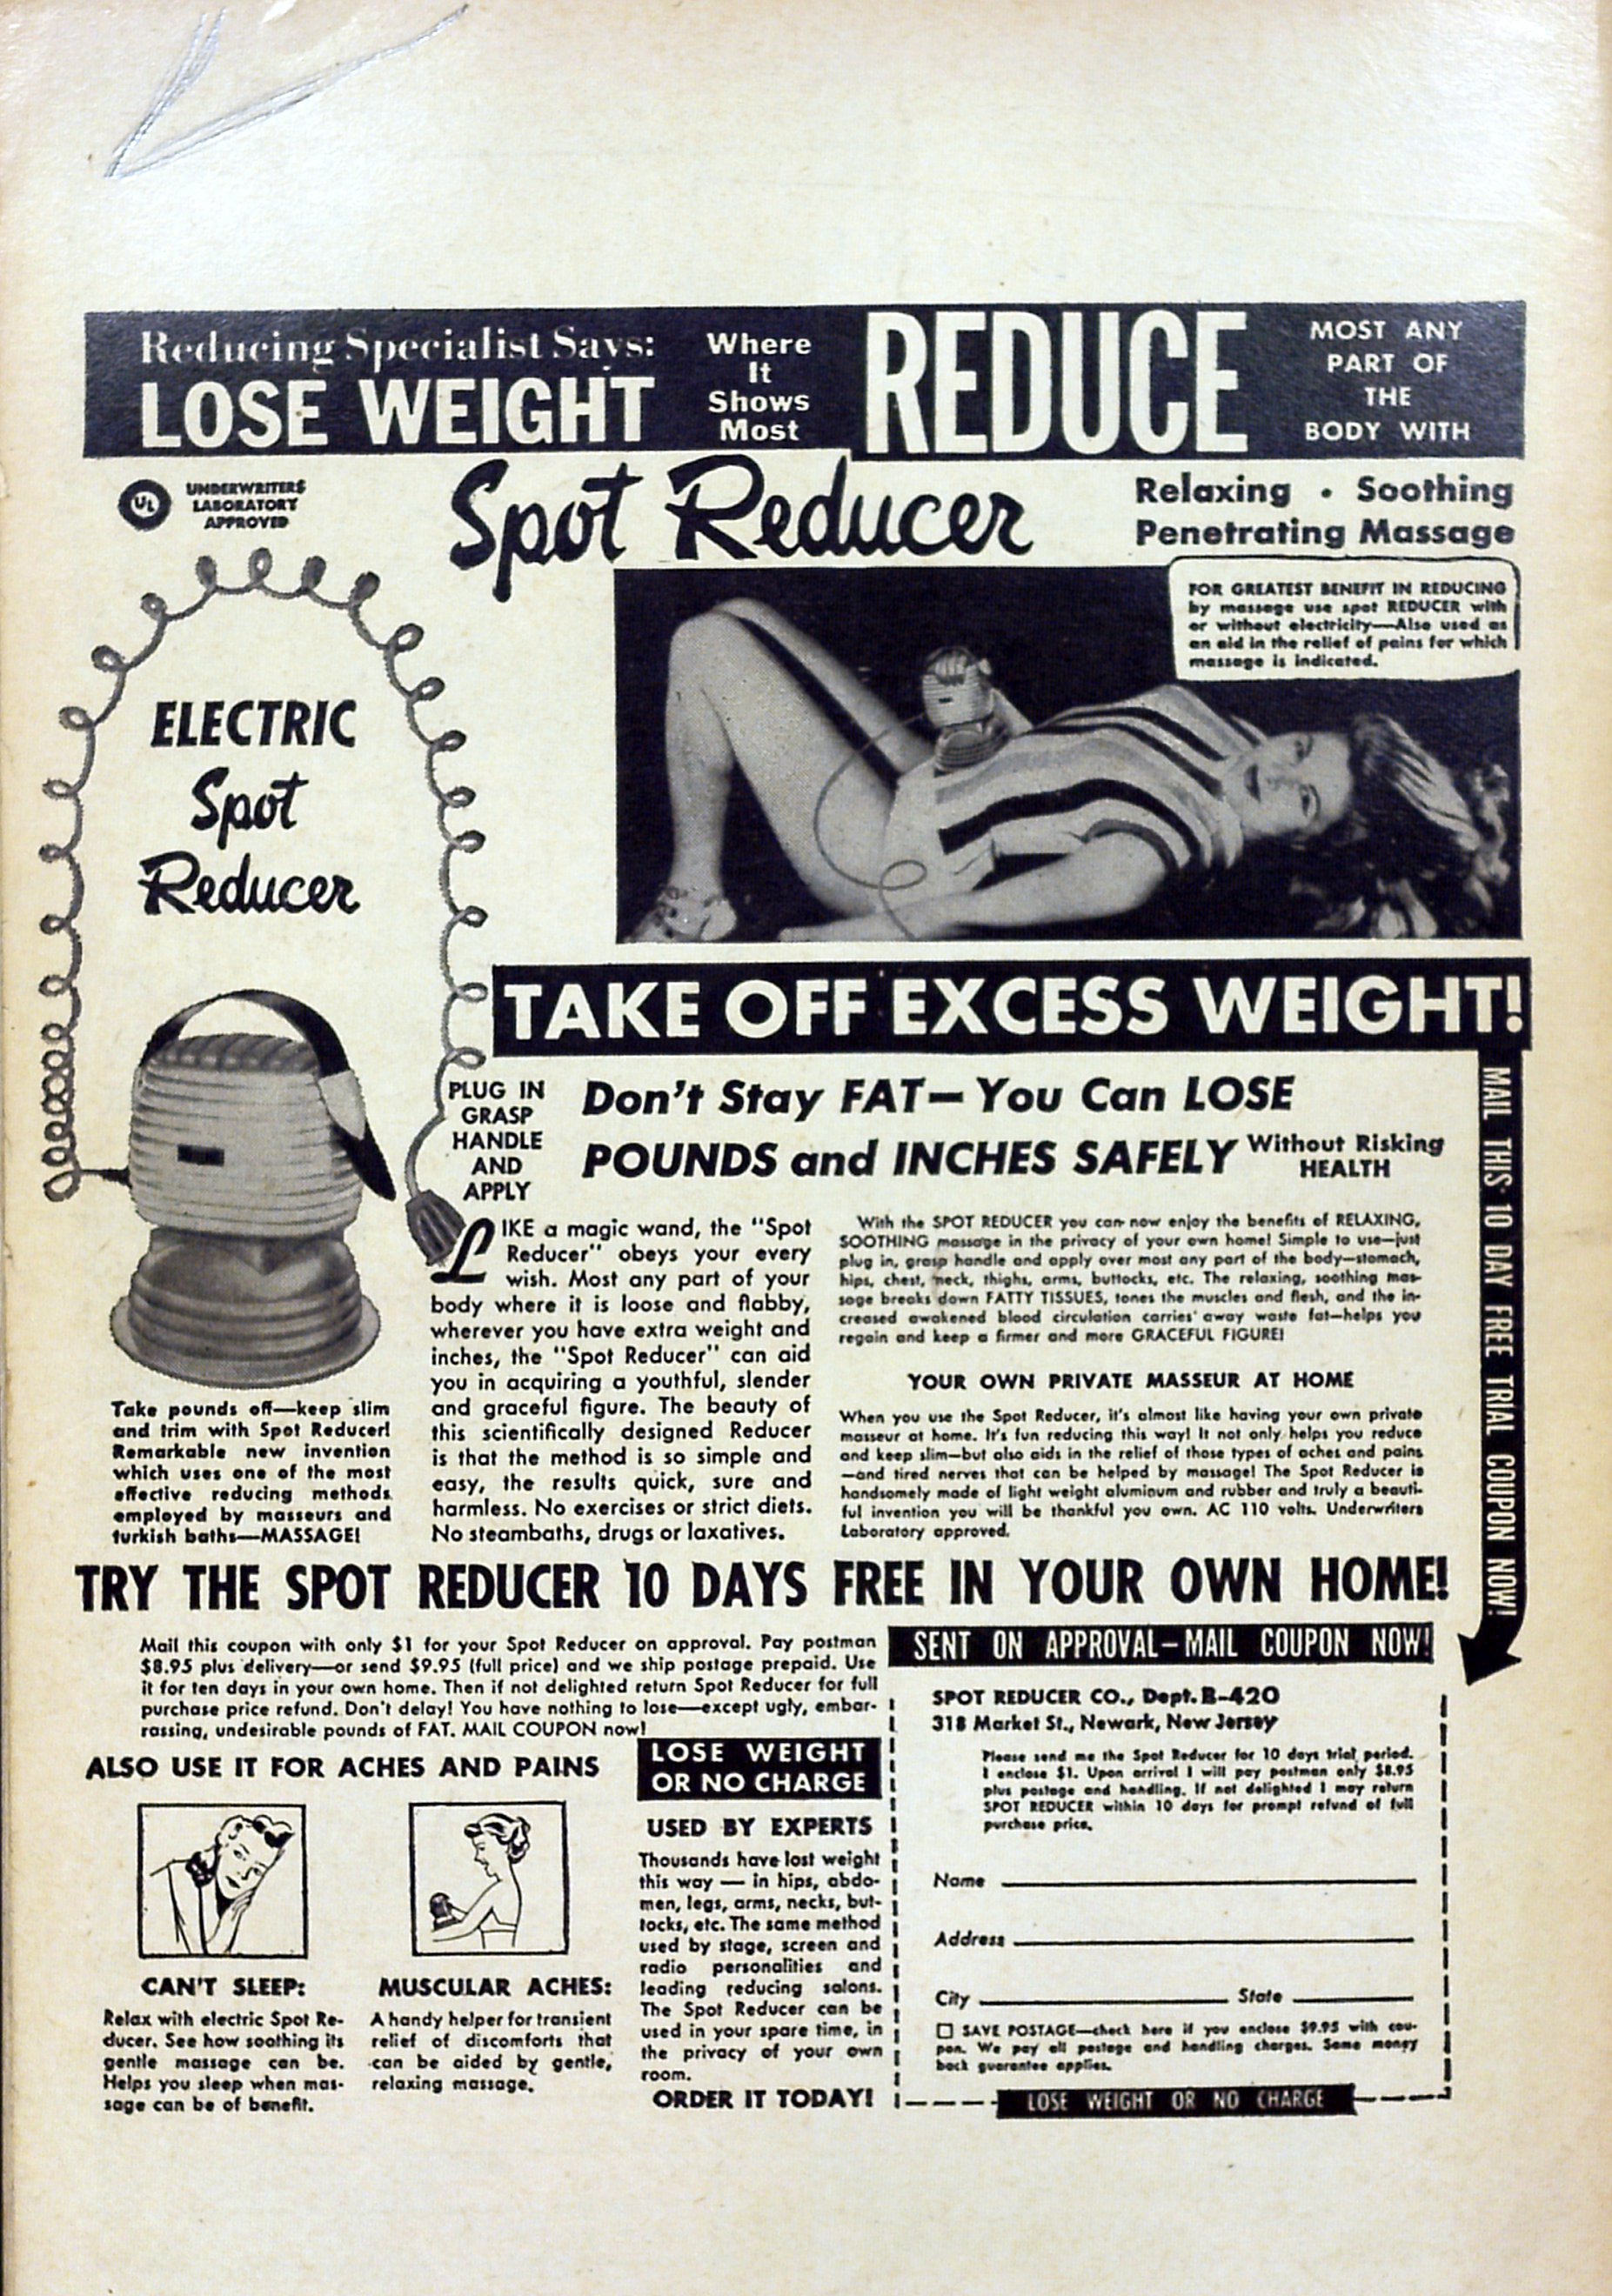 Reducing Specialist Says:
LOSE WEIGHT
Where
It
Shows
Most
REDUCE
MOST ANY
PART OF
THE
BODY WITH
UL
UNDERWRITERS
LABORATORY
APPROVED
Spot Reducer
Relaxing • Soothing
Penetrating Massage
FOR GREATEST BENEFIT IN REDUCING
by massage use spot REDUCER with
or without electricity—Also used as
an aid in the relief of pains for which
massage is indicated.
ELECTRIC
Spot
Reducer
TAKE OFF EXCESS WEIGHT!
MAIL THIS 10 DAY FREE TRIAL COUPON NOW!
PLUG IN
GRASP
HANDLE
AND
APPLY
Don't Stay FAT—You Can LOSE
POUNDS and INCHES SAFELY Without Risking
HEALTH
Take pounds off—keep slim
and trim with Spot Reducer!
Remarkable new invention
which uses one of the most
effective reducing methods
employed by masseurs and
turkish baths—MASSAGE!
LIKE a magic wand, the "Spot
Reducer" obeys your every
wish. Most any part of your
body where it is loose and flabby,
wherever you have extra weight and
inches, the "Spot Reducer" can aid
you in acquiring a youthful, slender
and graceful figure. The beauty of
this scientifically designed Reducer
is that the method is so simple and
easy, the results quick, sure and
harmless. No exercises or strict diets.
No steambaths, drugs or laxatives.
With the SPOT REDUCER you can now enjoy the benefits of RELAXING,
SOOTHING massage in the privacy of your own home! Simple to use—just
plug in, grasp handle and apply over most any part of the body—stomach,
hips, chest, neck, thighs, arms, buttocks, etc. The relaxing, soothing mas-
sage breaks down FATTY TISSUES, tones the muscles and flesh, and the in-
creased awakened blood circulation carries away waste fat—helps you
regain and keep a firmer and more GRACEFUL FIGURE!
YOUR OWN PRIVATE MASSEUR AT HOME
When you use the Spot Reducer, it's almost like having your own private
masseur at home. It's fun reducing this way! It not only helps you reduce
and keep slim—but also aids in the relief of those types of aches and pains
—and tired nerves that can be helped by massage! The Spot Reducer is
handsomely made of light weight aluminum and rubber and truly a beauti-
ful invention you will be thankful you own. AC 110 volts. Underwriters
Laboratory approved.
TRY THE SPOT REDUCER 10 DAYS FREE IN YOUR OWN HOME!
Mail this coupon with only $1 for your Spot Reducer on approval. Pay postman
$8.95 plus delivery—or send $9.95 (full price) and we ship postage prepaid. Use
it for ten days in your own home. Then if not delighted return Spot Reducer for full
purchase price refund. Don't delay! You have nothing to lose—except ugly, embar-
rassing, undesirable pounds of FAT. MAIL COUPON now!
ALSO USE IT FOR ACHES AND PAINS
CAN'T SLEEP:
Relax with electric Spot Re-
ducer. See how soothing its
gentle massage can be.
Helps you sleep when mas-
sage can be of benefit.
MUSCULAR ACHES:
A handy helper for transient
relief of discomforts that
can be aided by gentle,
relaxing massage.
LOSE WEIGHT
OR NO CHARGE
USED BY EXPERTS
Thousands have lost weight
this way — in hips, abdo-
men, legs, arms, necks, but-
tocks, etc. The same method
used by stage, screen and
radio personalities and
leading reducing salons.
The Spot Reducer can be
used in your spare time, in
the privacy of your own
room.
ORDER IT TODAY!
SENT ON APPROVAL—MAIL COUPON NOW!
SPOT REDUCER CO., Dept. B-420
318 Market St., Newark, New Jersey
Please send me the Spot Reducer for 10 days trial period.
I enclose $1. Upon arrival I will pay postman only $8.95
plus postage and handling. If not delighted I may return
SPOT REDUCER within 10 days for prompt refund of full
purchase price.
Name
Address
City State
SAVE POSTAGE—check here if you enclose $9.95 with cou-
pon. We pay all postage and handling charges. Same money
back guarantee applies.
LOSE WEIGHT OR NO CHARGE